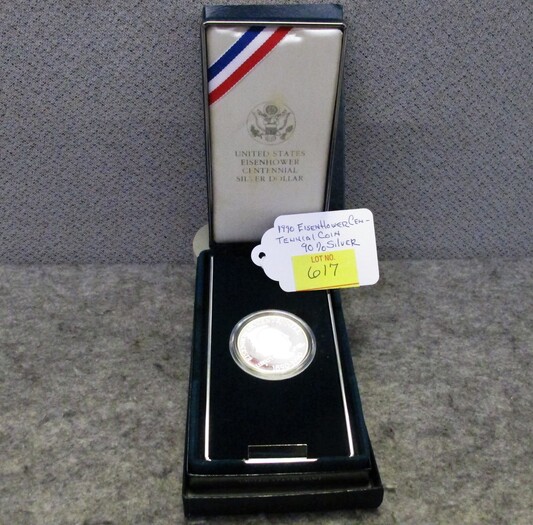 UNITED STATES
EISENHOWER
CENTENNIAL
SILVER DOLLAR
1990 EISENHOWER CEN-
TENNIAL COIN
90% SILVER
LOT NO.
617